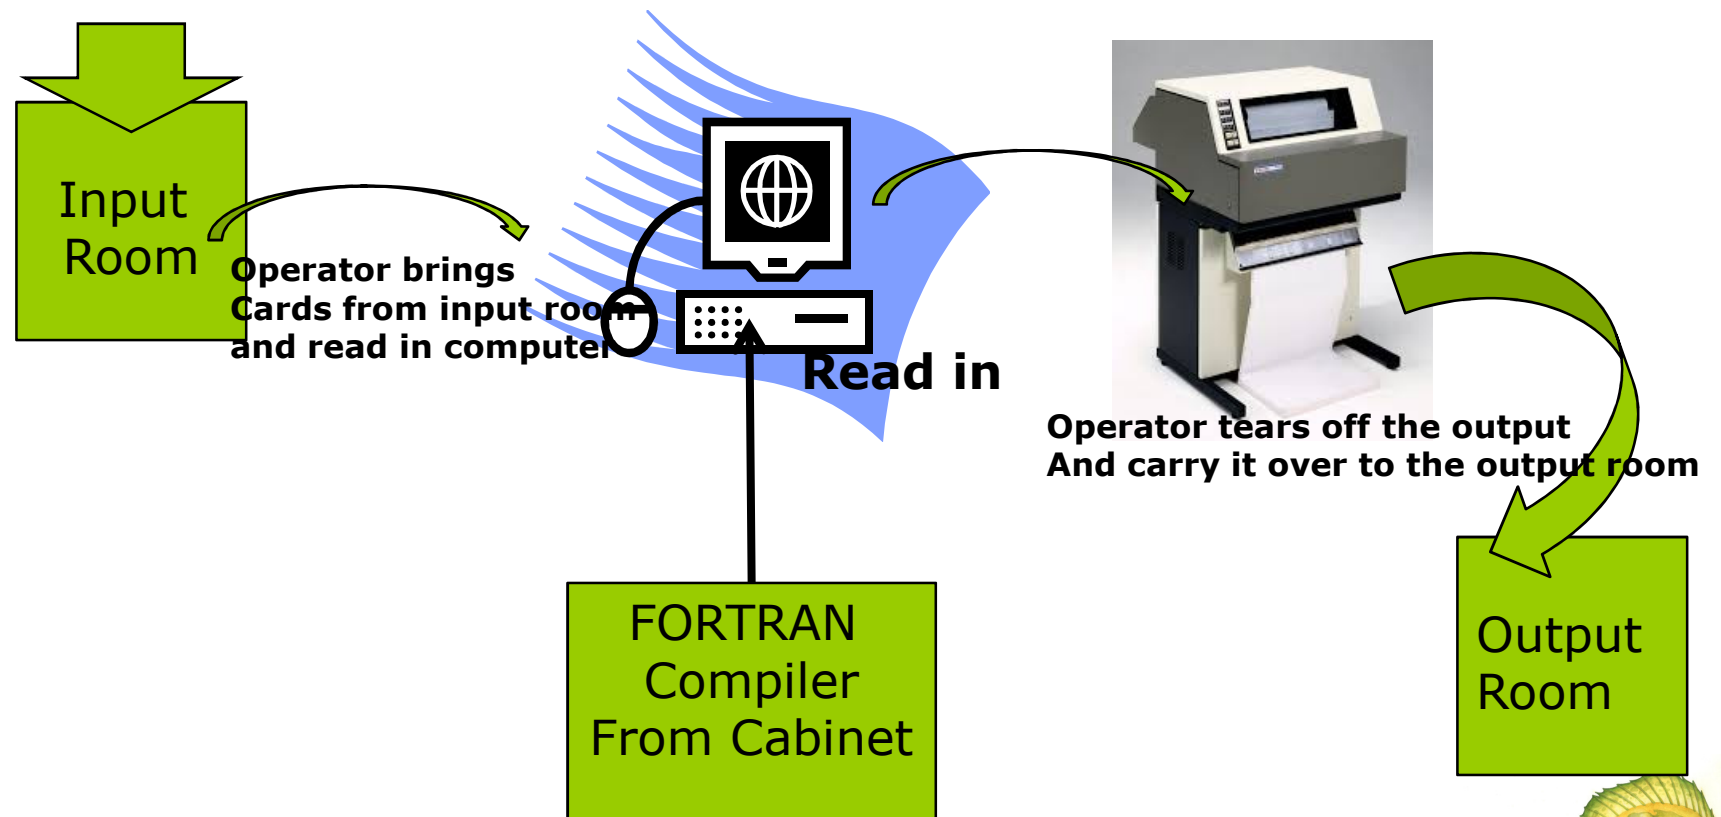 Input
Room
Operator brings
Cards from input room
and read in computer
Read in
Operator tears off the output
And carry it over to the output room
FORTRAN
Compiler
From Cabinet
Output
Room